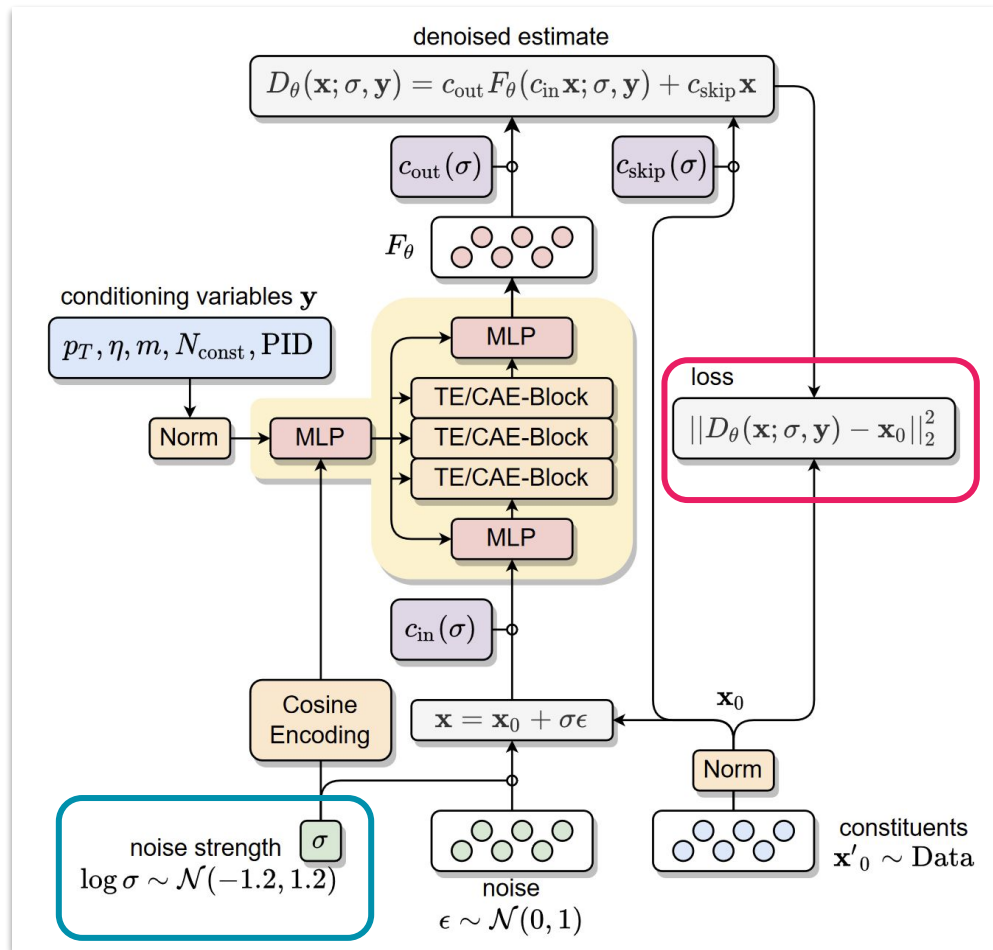 denoised estimate
D_θ(x; σ, y) = c_out F_θ(c_in x; σ, y) + c_skip x
c_out(σ)
c_skip(σ)
F_θ
conditioning variables y
p_T, η, m, N_const, PID
MLP
loss
TE/CAE-Block
||D_θ(x; σ, y) − x_0||_2^2
Norm
MLP
TE/CAE-Block
TE/CAE-Block
MLP
c_in(σ)
Cosine
Encoding
x = x_0 + σϵ
x_0
Norm
noise strength
σ
log σ ∼ N(−1.2, 1.2)
noise
ϵ ∼ N(0, 1)
constituents
x'_0 ∼ Data